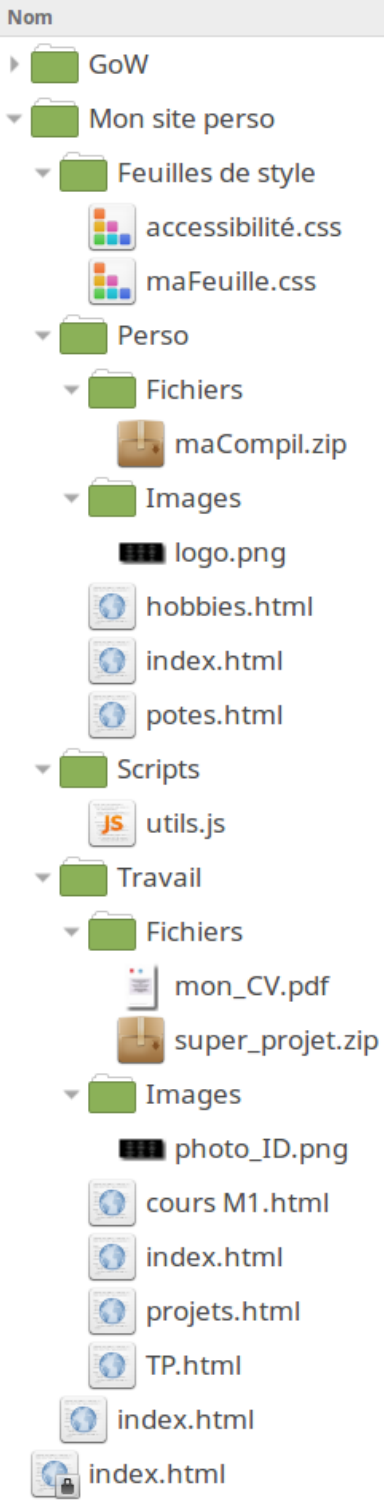 Nom
GoW
Mon site perso
Feuilles de style
accessibilité.css
maFeuille.css
Perso
Fichiers
maCompil.zip
Images
logo.png
hobbies.html
index.html
potes.html
Scripts
JS utils.js
Travail
Fichiers
mon_CV.pdf
super_projet.zip
Images
photo_ID.png
cours M1.html
index.html
projets.html
TP.html
index.html
index.html